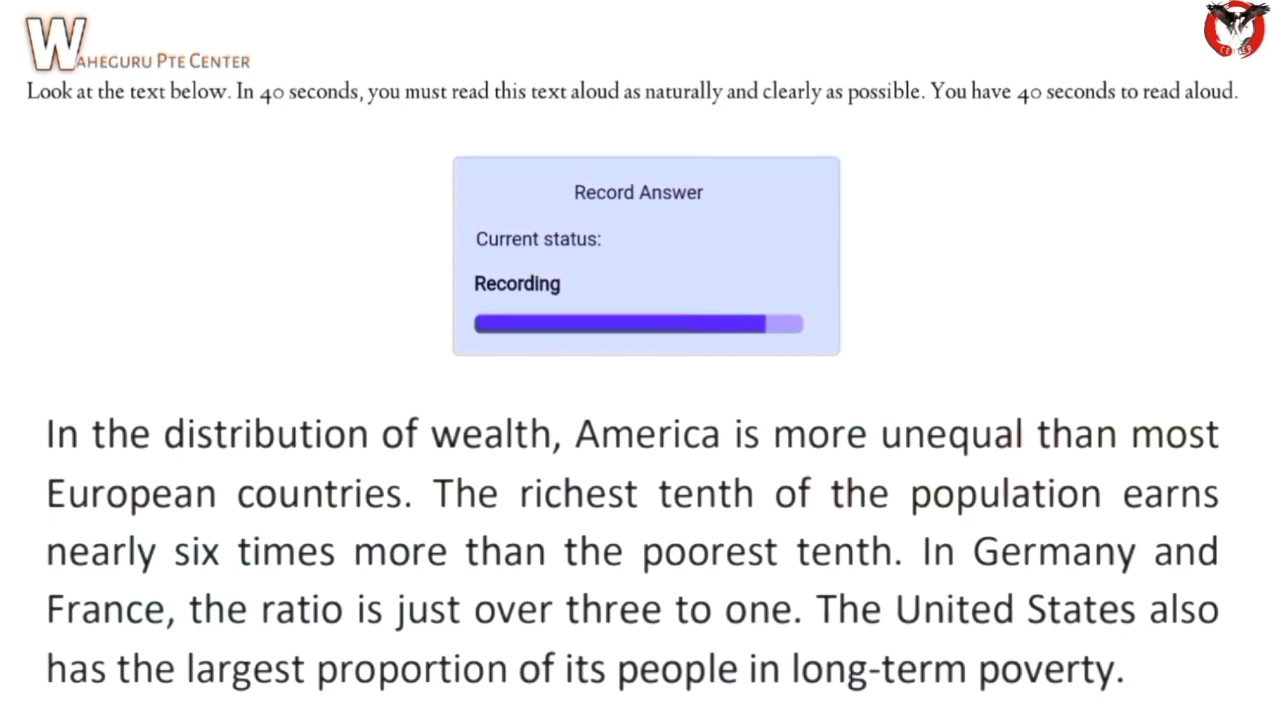 WAHEGURU PTE CENTER
Look at the text below. In 40 seconds, you must read this text aloud as naturally and clearly as possible. You have 40 seconds to read aloud.
Record Answer
Current status:
Recording
In the distribution of wealth, America is more unequal than most
European countries. The richest tenth of the population earns
nearly six times more than the poorest tenth. In Germany and
France, the ratio is just over three to one. The United States also
has the largest proportion of its people in long-term poverty.